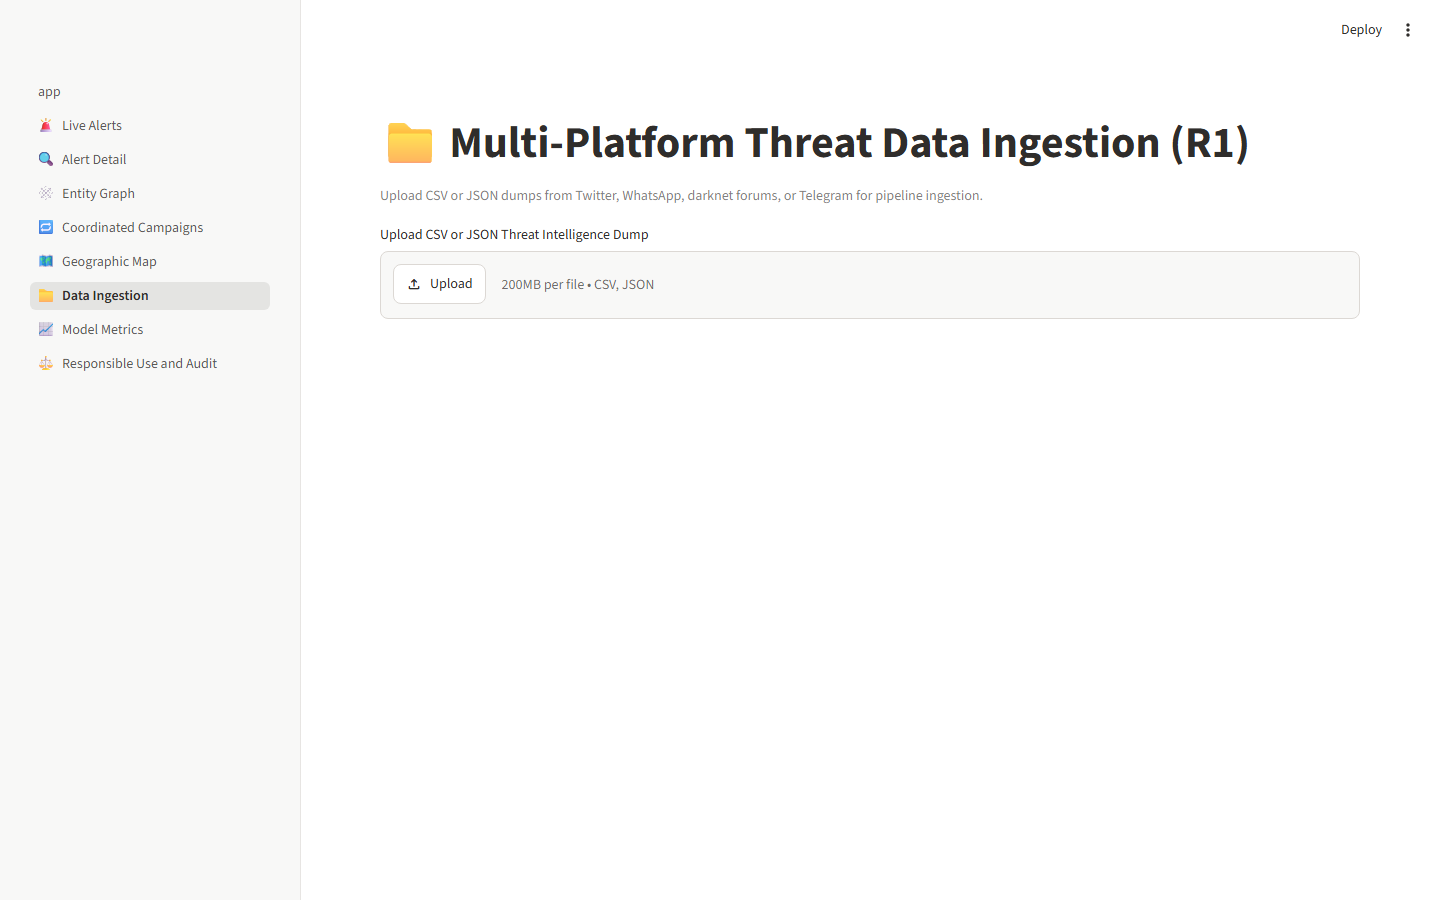 Deploy
app
Live Alerts
Alert Detail
Entity Graph
Coordinated Campaigns
Geographic Map
Data Ingestion
Model Metrics
Responsible Use and Audit
Multi-Platform Threat Data Ingestion (R1)
Upload CSV or JSON dumps from Twitter, WhatsApp, darknet forums, or Telegram for pipeline ingestion.
Upload CSV or JSON Threat Intelligence Dump
Upload 200MB per file • CSV, JSON